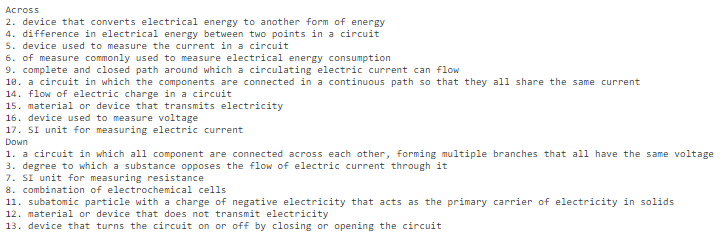 Across
2. device that converts electrical energy to another form of energy
4. difference in electrical energy between two points in a circuit
5. device used to measure the current in a circuit
6. of measure commonly used to measure electrical energy consumption
9. complete and closed path around which a circulating electric current can flow
10. a circuit in which the components are connected in a continuous path so that they all share the same current
14. flow of electric charge in a circuit
15. material or device that transmits electricity
16. device used to measure voltage
17. SI unit for measuring electric current
Down
1. a circuit in which all component are connected across each other, forming multiple branches that all have the same voltage
3. degree to which a substance opposes the flow of electric current through it
7. SI unit for measuring resistance
8. combination of electrochemical cells
11. subatomic particle with a charge of negative electricity that acts as the primary carrier of electricity in solids
12. material or device that does not transmit electricity
13. device that turns the circuit on or off by closing or opening the circuit